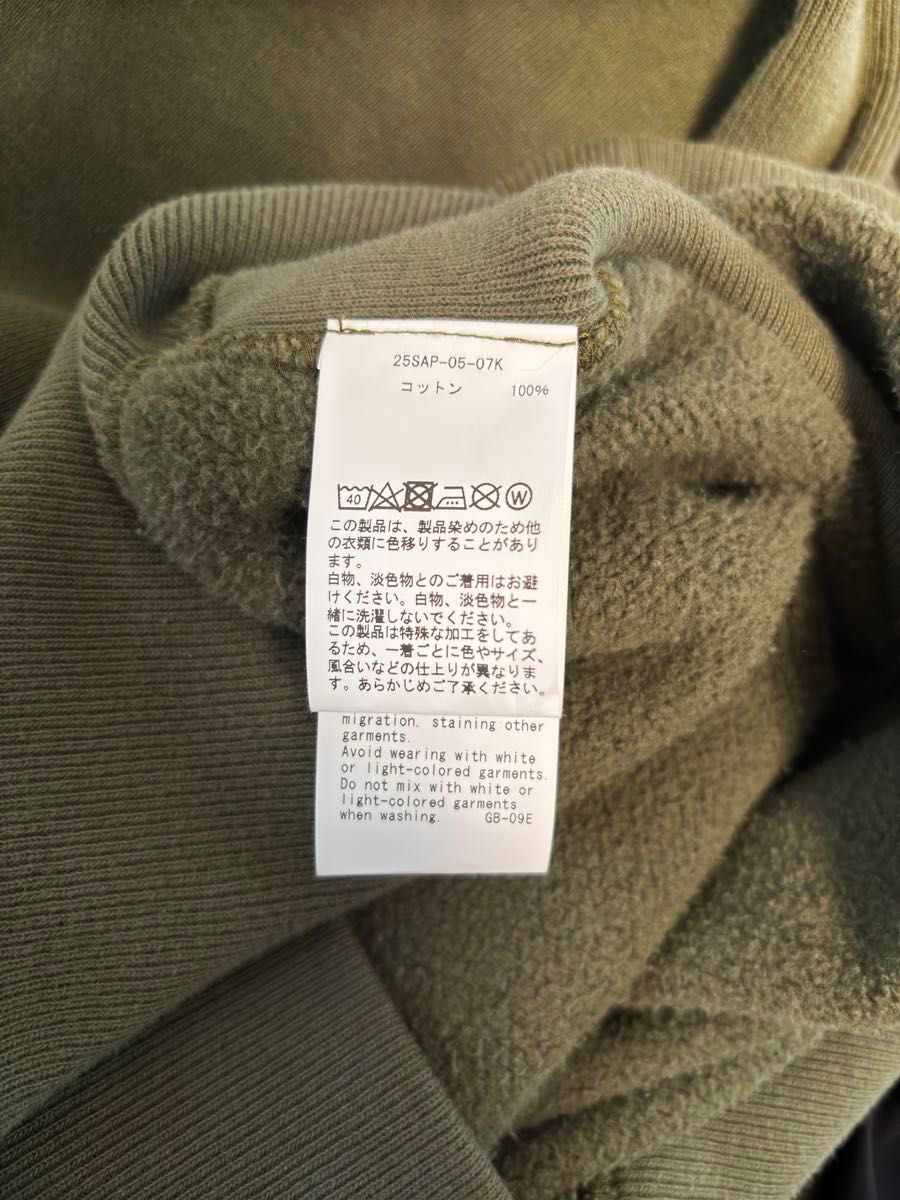 25SAP-05-07K
コットン 100%
40 W
この製品は、製品染めのため他
の衣類に色移りすることがあり
ます。
白物、淡色物とのご着用はお避
けください。白物、淡色物と一
緒に洗濯しないでください。
この製品は特殊な加工をしてあ
るため、一着ごとに色やサイズ、
風合いなどの仕上りが異なりま
す。あらかじめご了承ください。
migration. staining other
garments.
Avoid wearing with white
or light-colored garments.
Do not mix with white or
light-colored garments
when washing. GB-09E